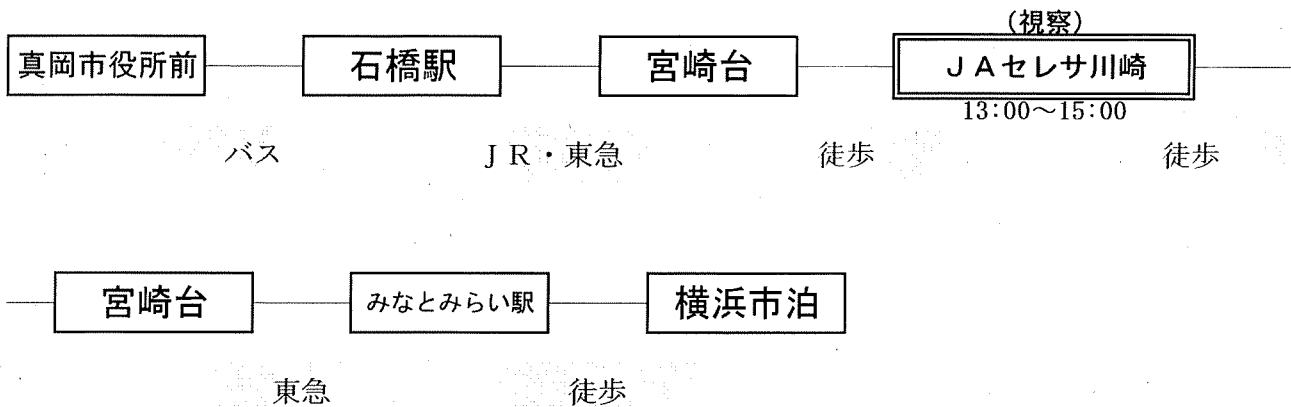 (視察)
真岡市役所前 石橋駅 宮崎台 JAセレサ川崎
13:00~15:00
バス JR・東急 徒歩 徒歩
宮崎台 みなとみらい駅 横浜市泊
東急 徒歩